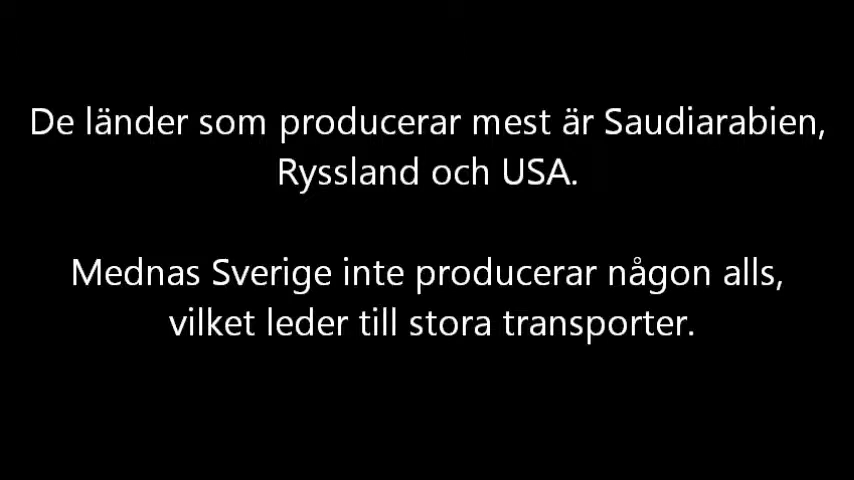 De länder som producerar mest är Saudiarabien,
Ryssland och USA.
Mednas Sverige inte producerar någon alls,
vilket leder till stora transporter.